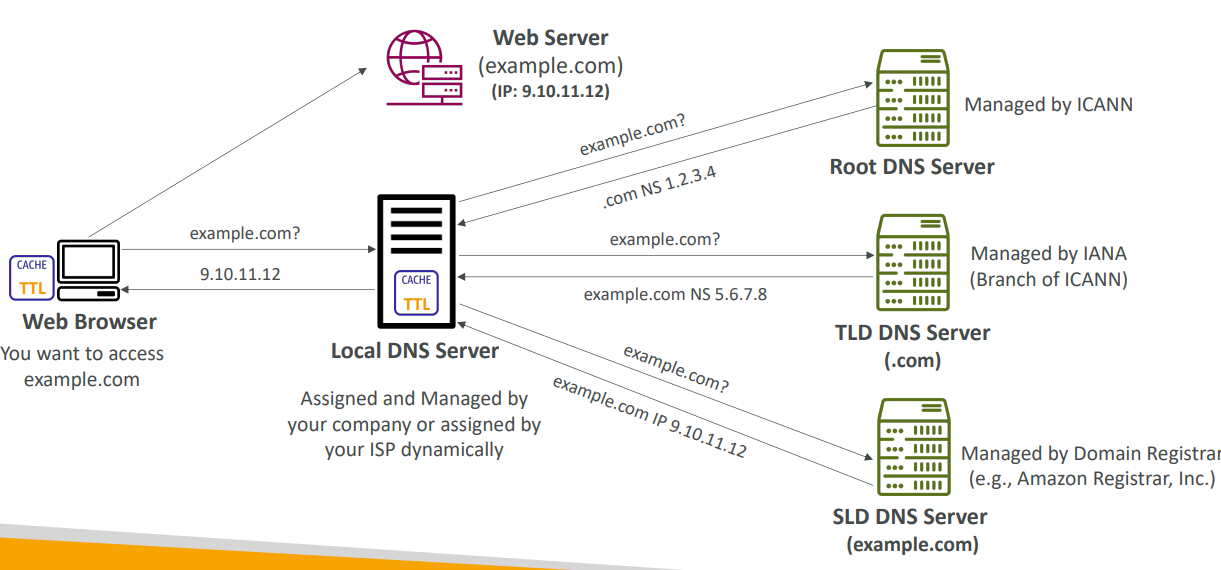 Web Server
(example.com)
(IP: 9.10.11.12)
example.com?
.com NS 1.2.3.4
Managed by ICANN
Root DNS Server
example.com?
9.10.11.12
CACHE
TTL
Web Browser
You want to access
example.com
CACHE
TTL
Local DNS Server
Assigned and Managed by
your company or assigned by
your ISP dynamically
example.com?
example.com NS 5.6.7.8
Managed by IANA
(Branch of ICANN)
TLD DNS Server
(.com)
example.com?
example.com IP 9.10.11.12
Managed by Domain Registrar
(e.g., Amazon Registrar, Inc.)
SLD DNS Server
(example.com)